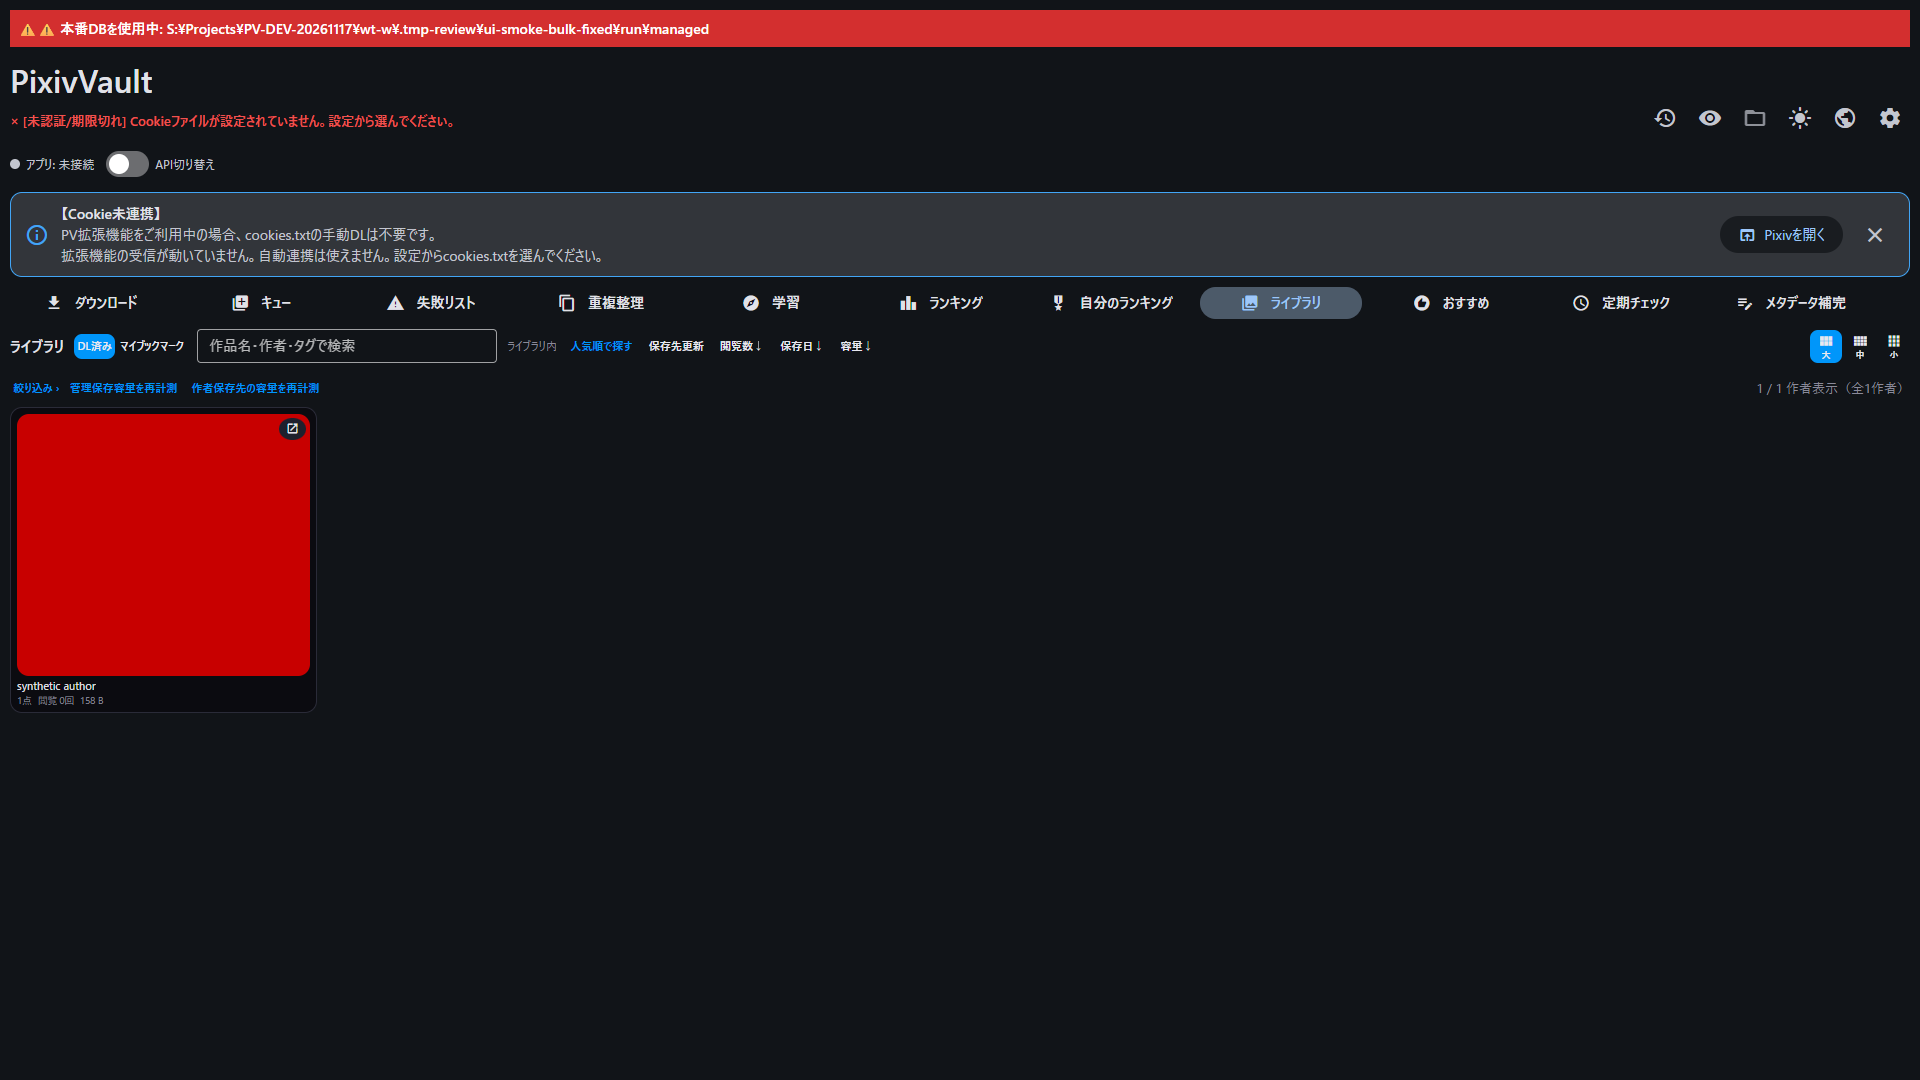 本番DBを使用中: S:¥Projects¥PV-DEV-20261117¥wt-w¥.tmp-review¥ui-smoke-bulk-fixed¥run¥managed
PixivVault
× [未認証/期限切れ] Cookieファイルが設定されていません。設定から選んでください。
アプリ: 未接続 API切り替え
【Cookie未連携】
PV拡張機能をご利用中の場合、cookies.txtの手動DLは不要です。
拡張機能の受信が動いていません。自動連携は使えません。設定からcookies.txtを選んでください。
Pixivを開く
ダウンロード キュー 失敗リスト 重複整理 学習 ランキング 自分のランキング ライブラリ おすすめ 定期チェック メタデータ補完
ライブラリ DL済み マイブックマーク 作品名・作者・タグで検索 ライブラリ内 人気順で探す 保存先更新 閲覧数↓ 保存日↓ 容量↓ 大 中 小
絞り込み › 管理保存容量を再計測 作者保存先の容量を再計測 1 / 1 作者表示（全1作者）
synthetic author
1点 閲覧 0回 158 B